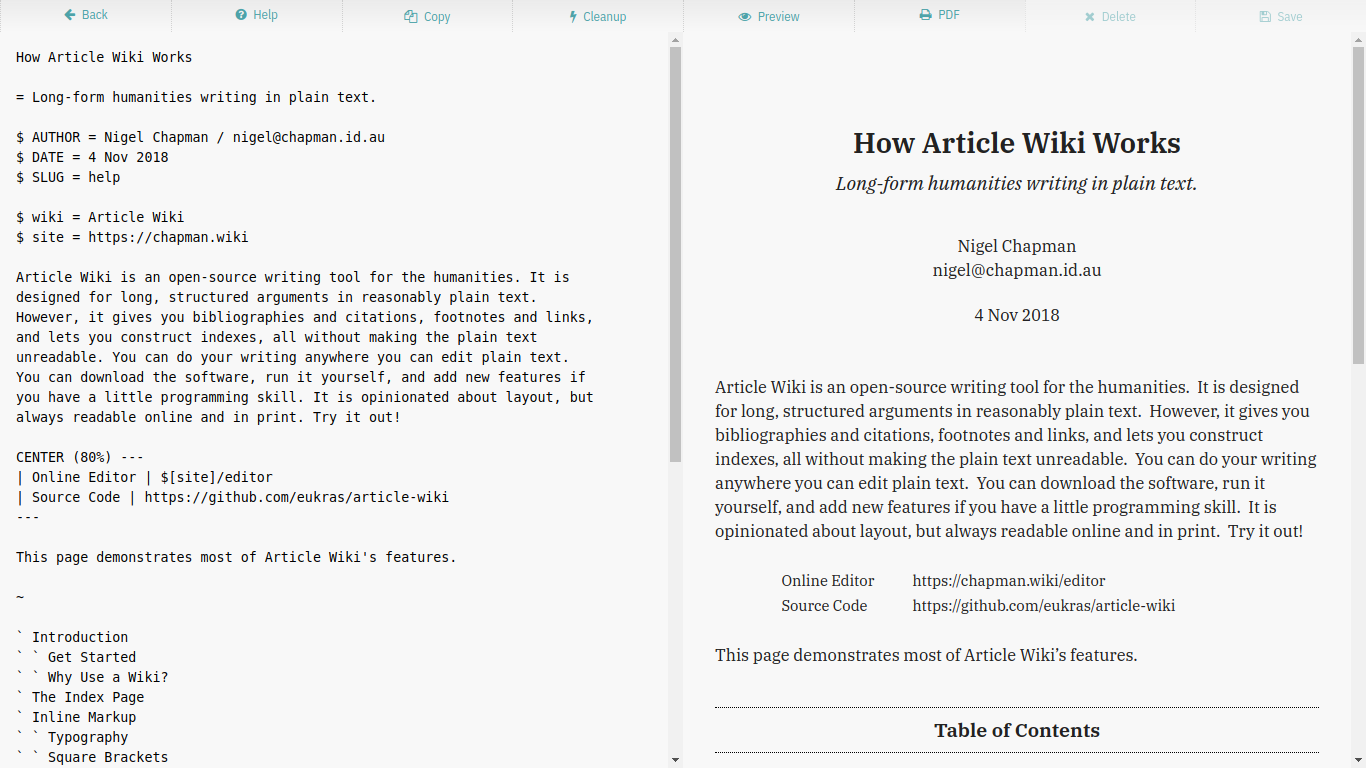 Back
Help
Copy
Cleanup
Preview
PDF
Delete
Save
How Article Wiki Works
= Long-form humanities writing in plain text.
$ AUTHOR = Nigel Chapman / nigel@chapman.id.au
$ DATE = 4 Nov 2018
$ SLUG = help
$ wiki = Article Wiki
$ site = https://chapman.wiki
Article Wiki is an open-source writing tool for the humanities. It is
designed for long, structured arguments in reasonably plain text.
However, it gives you bibliographies and citations, footnotes and links,
and lets you construct indexes, all without making the plain text
unreadable. You can do your writing anywhere you can edit plain text.
You can download the software, run it yourself, and add new features if
you have a little programming skill. It is opinionated about layout, but
always readable online and in print. Try it out!
CENTER (80%) ---
| Online Editor | $[site]/editor
| Source Code | https://github.com/eukras/article-wiki
---
This page demonstrates most of Article Wiki's features.
~
` Introduction
` ` Get Started
` ` Why Use a Wiki?
` The Index Page
` Inline Markup
` ` Typography
` ` Square Brackets
How Article Wiki Works
Long-form humanities writing in plain text.
Nigel Chapman
nigel@chapman.id.au
4 Nov 2018
Article Wiki is an open-source writing tool for the humanities. It is designed
for long, structured arguments in reasonably plain text. However, it gives you
bibliographies and citations, footnotes and links, and lets you construct
indexes, all without making the plain text unreadable. You can do your writing
anywhere you can edit plain text. You can download the software, run it
yourself, and add new features if you have a little programming skill. It is
opinionated about layout, but always readable online and in print. Try it out!
Online Editor https://chapman.wiki/editor
Source Code https://github.com/eukras/article-wiki
This page demonstrates most of Article Wiki’s features.
Table of Contents